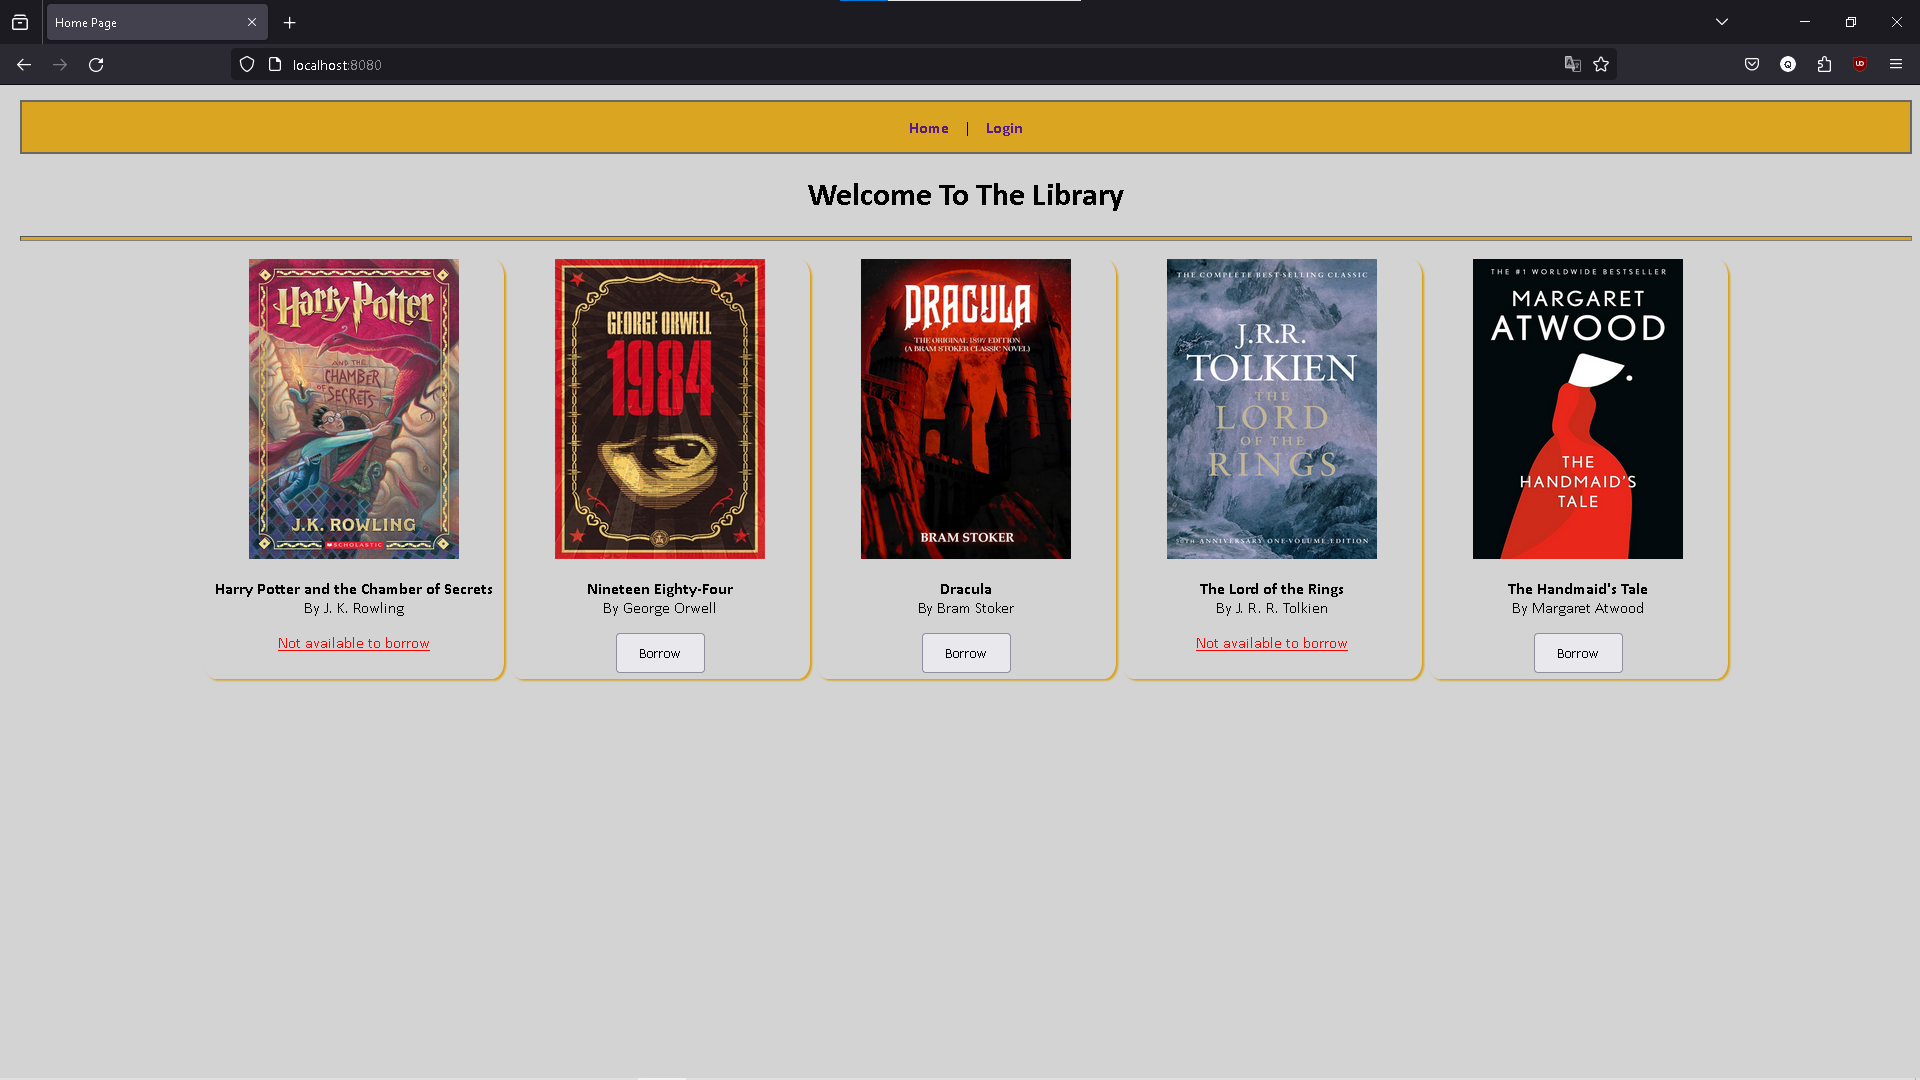 Home Page
localhost:8080
Home | Login
Welcome To The Library
Harry Potter
AND THE
CHAMBER
OF
SECRETS
J.K. ROWLING
SCHOLASTIC
Harry Potter and the Chamber of Secrets
By J. K. Rowling
Not available to borrow
GEORGE ORWELL
1984
Nineteen Eighty-Four
By George Orwell
Borrow
DRACULA
THE ORIGINAL 1897 EDITION
(A BRAM STOKER CLASSIC NOVEL)
BRAM STOKER
Dracula
By Bram Stoker
Borrow
THE COMPLETE BEST-SELLING CLASSIC
J.R.R.
TOLKIEN
THE
LORD
OF THE
RINGS
50TH ANNIVERSARY ONE-VOLUME EDITION
The Lord of the Rings
By J. R. R. Tolkien
Not available to borrow
THE #1 WORLDWIDE BESTSELLER
MARGARET
ATWOOD
THE
HANDMAID'S
TALE
The Handmaid's Tale
By Margaret Atwood
Borrow